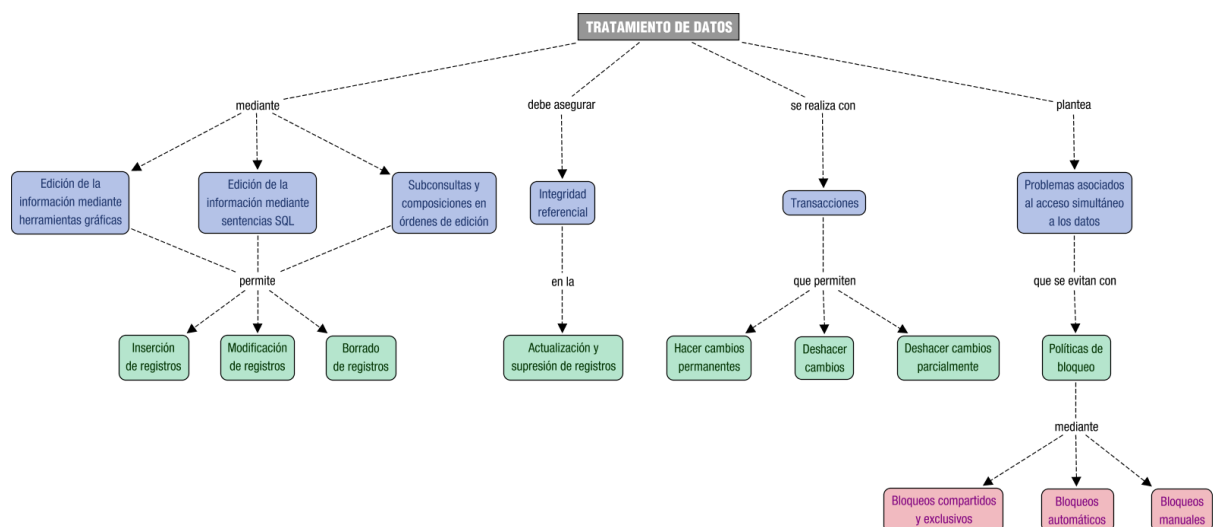 TRATAMIENTO DE DATOS
mediante
debe asegurar
se realiza con
plantea
Edición de la
información mediante
herramientas gráficas
Edición de la
información mediante
sentencias SQL
Subconsultas y
composiciones en
órdenes de edición
Integridad
referencial
Transacciones
Problemas asociados
al acceso simultáneo
a los datos
permite
en la
que permiten
que se evitan con
Inserción
de registros
Modificación
de registros
Borrado
de registros
Actualización y
supresión de registros
Hacer cambios
permanentes
Deshacer
cambios
Deshacer cambios
parcialmente
Políticas de
bloqueo
mediante
Bloqueos compartidos
y exclusivos
Bloqueos
automáticos
Bloqueos
manuales